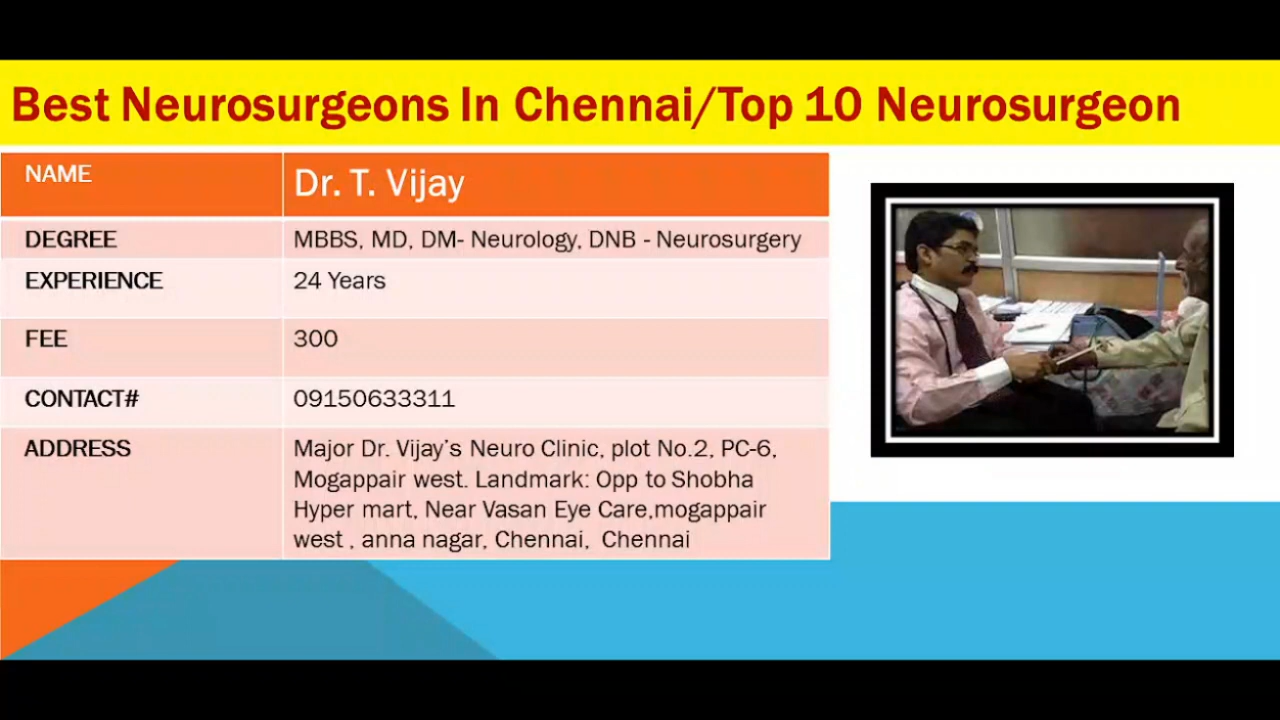 Best Neurosurgeons In Chennai/Top 10 Neurosurgeon
NAME
Dr. T. Vijay
DEGREE
MBBS, MD, DM- Neurology, DNB - Neurosurgery
EXPERIENCE
24 Years
FEE
300
CONTACT#
09150633311
ADDRESS
Major Dr. Vijay's Neuro Clinic, plot No.2, PC-6,
Mogappair west. Landmark: Opp to Shobha
Hyper mart, Near Vasan Eye Care,mogappair
west , anna nagar, Chennai, Chennai